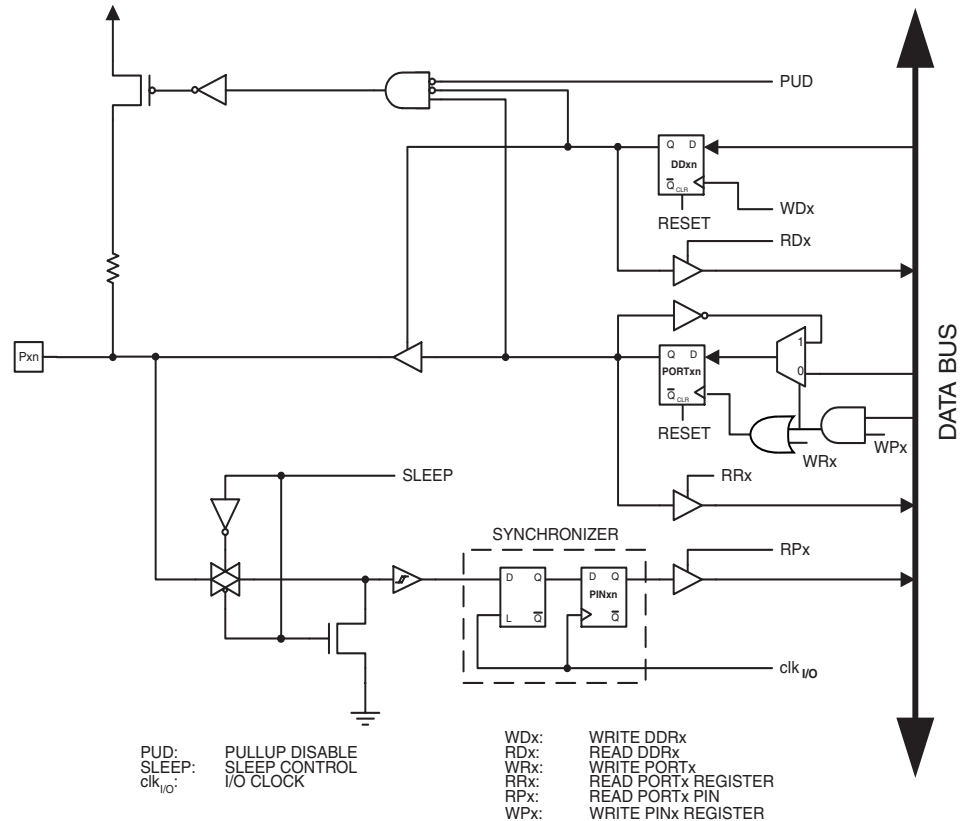 PUD
Q D
DDxn
Q CLR
WDx
RESET
RDx
Pxn
1
Q D
PORTxn
0
Q CLR
RESET
WRx
WPx
DATA BUS
SLEEP
RRx
SYNCHRONIZER
RPx
D Q
D Q
PINxn
L Q
Q
clk I/O
PUD: PULLUP DISABLE
SLEEP: SLEEP CONTROL
clkI/O: I/O CLOCK
WDx: WRITE DDRx
RDx: READ DDRx
WRx: WRITE PORTx
RRx: READ PORTx REGISTER
RPx: READ PORTx PIN
WPx: WRITE PINx REGISTER